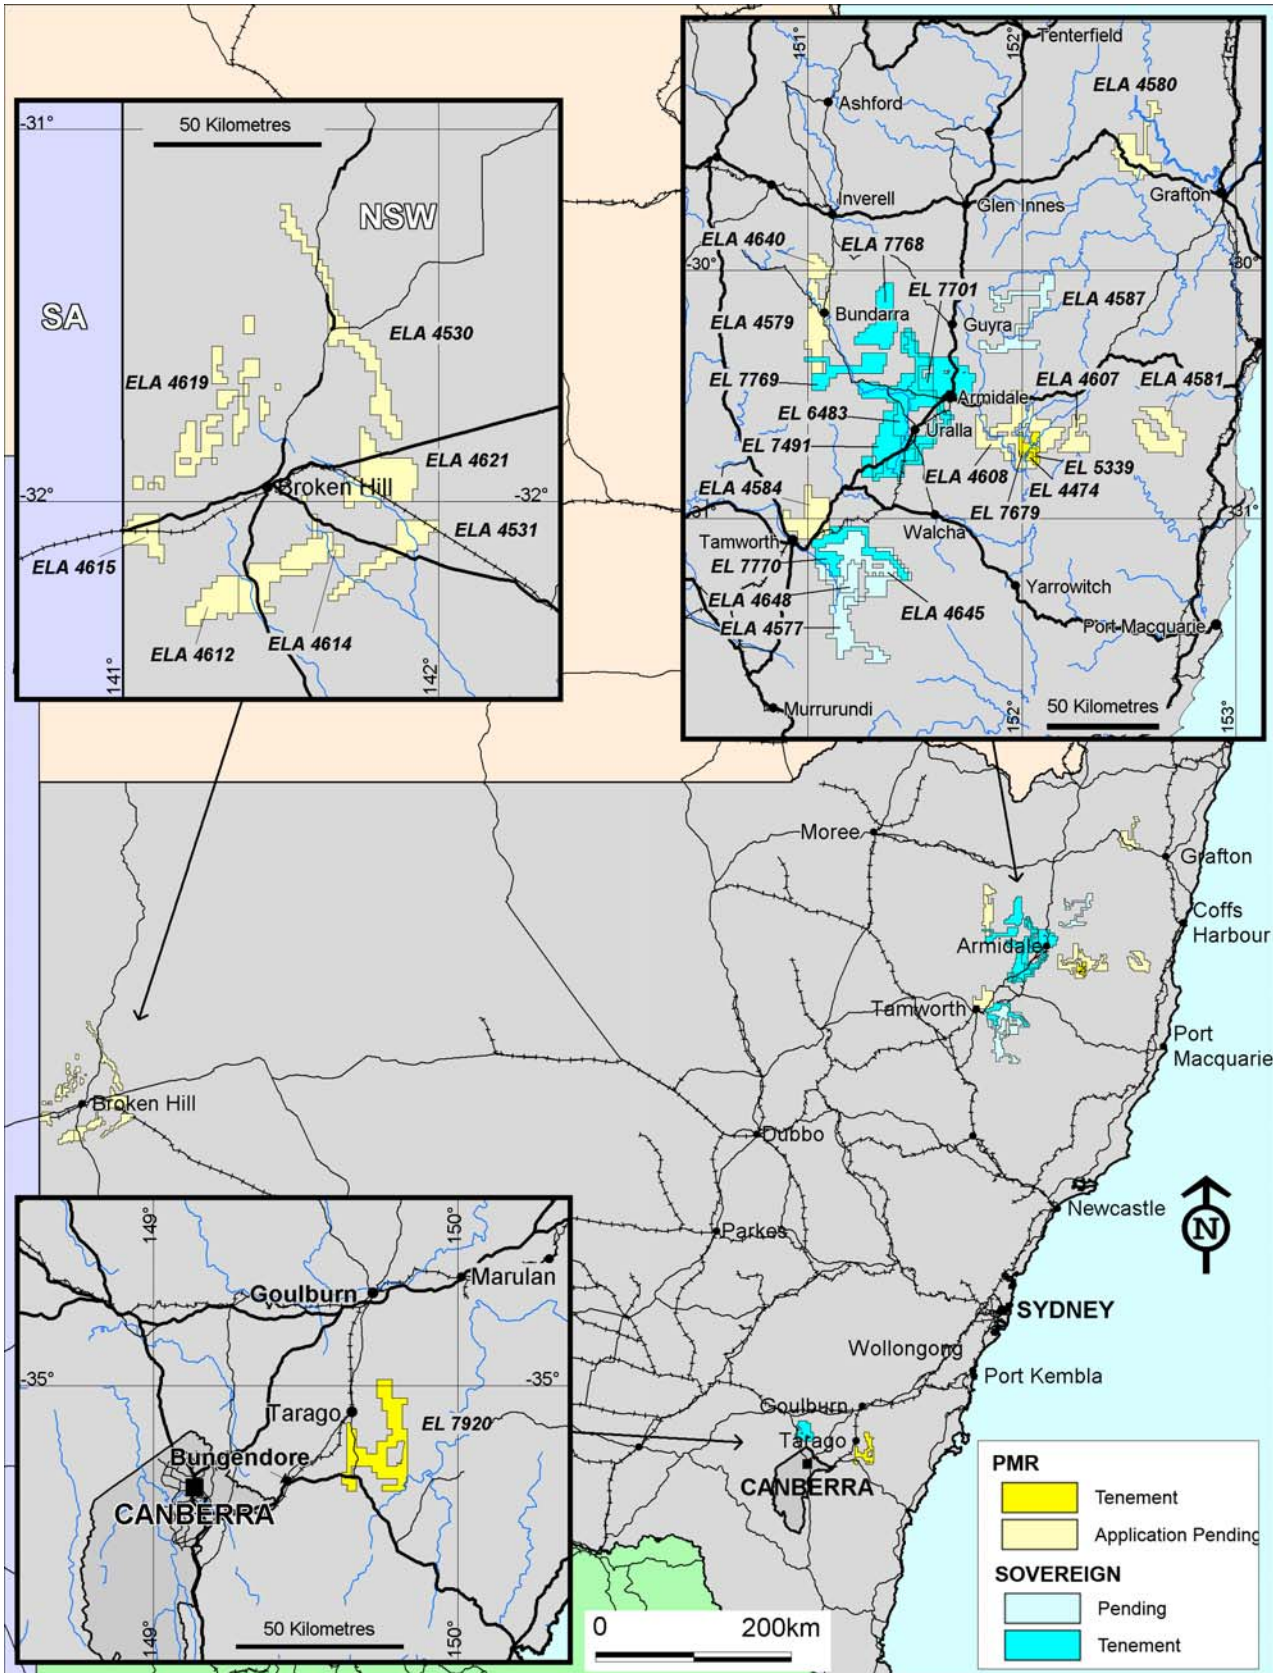 -31°
50 Kilometres
NSW
SA
ELA 4530
ELA 4619
ELA 4621
Broken Hill
-32°
-32°
ELA 4531
ELA 4615
ELA 4614
ELA 4612
141°
142°
151°
152°
153°
Tenterfield
ELA 4580
Ashford
Inverell
Glen Innes
Grafton
ELA 4640
ELA 7768
-30°
-30°
EL 7701
ELA 4587
ELA 4579
Bundarra
Guyra
EL 7769
ELA 4607
ELA 4581
Armidale
EL 6483
Uralla
EL 7491
ELA 4608
EL 5339
EL 4474
ELA 4584
EL 7679
-31°
-31°
Walcha
Tamworth
EL 7770
Yarrowitch
ELA 4648
ELA 4645
ELA 4577
Port Macquarie
Murrurundi
152°
50 Kilometres
153°
Moree
Grafton
Coffs
Harbour
Armidale
Tamworth
Port
Macquarie
Broken Hill
Dubbo
Newcastle
Parkes
N
SYDNEY
Wollongong
Port Kembla
Goulburn
Tarago
CANBERRA
149°
150°
Marulan
Goulburn
-35°
-35°
Tarago
EL 7920
Bungendore
CANBERRA
149°
50 Kilometres
150°
0 200km
PMR
Tenement
Application Pending
SOVEREIGN
Pending
Tenement